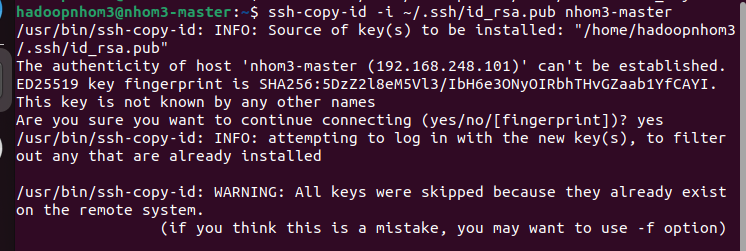 hadoopnhom3@nhom3-master:~$ ssh-copy-id -i ~/.ssh/id_rsa.pub nhom3-master
/usr/bin/ssh-copy-id: INFO: Source of key(s) to be installed: "/home/hadoopnhom3
/.ssh/id_rsa.pub"
The authenticity of host 'nhom3-master (192.168.248.101)' can't be established.
ED25519 key fingerprint is SHA256:5DzZ2l8eM5Vl3/IbH6e3ONyOIRbhTHvGZaab1YfCAYI.
This key is not known by any other names
Are you sure you want to continue connecting (yes/no/[fingerprint])? yes
/usr/bin/ssh-copy-id: INFO: attempting to log in with the new key(s), to filter
out any that are already installed
/usr/bin/ssh-copy-id: WARNING: All keys were skipped because they already exist
on the remote system.
(if you think this is a mistake, you may want to use -f option)